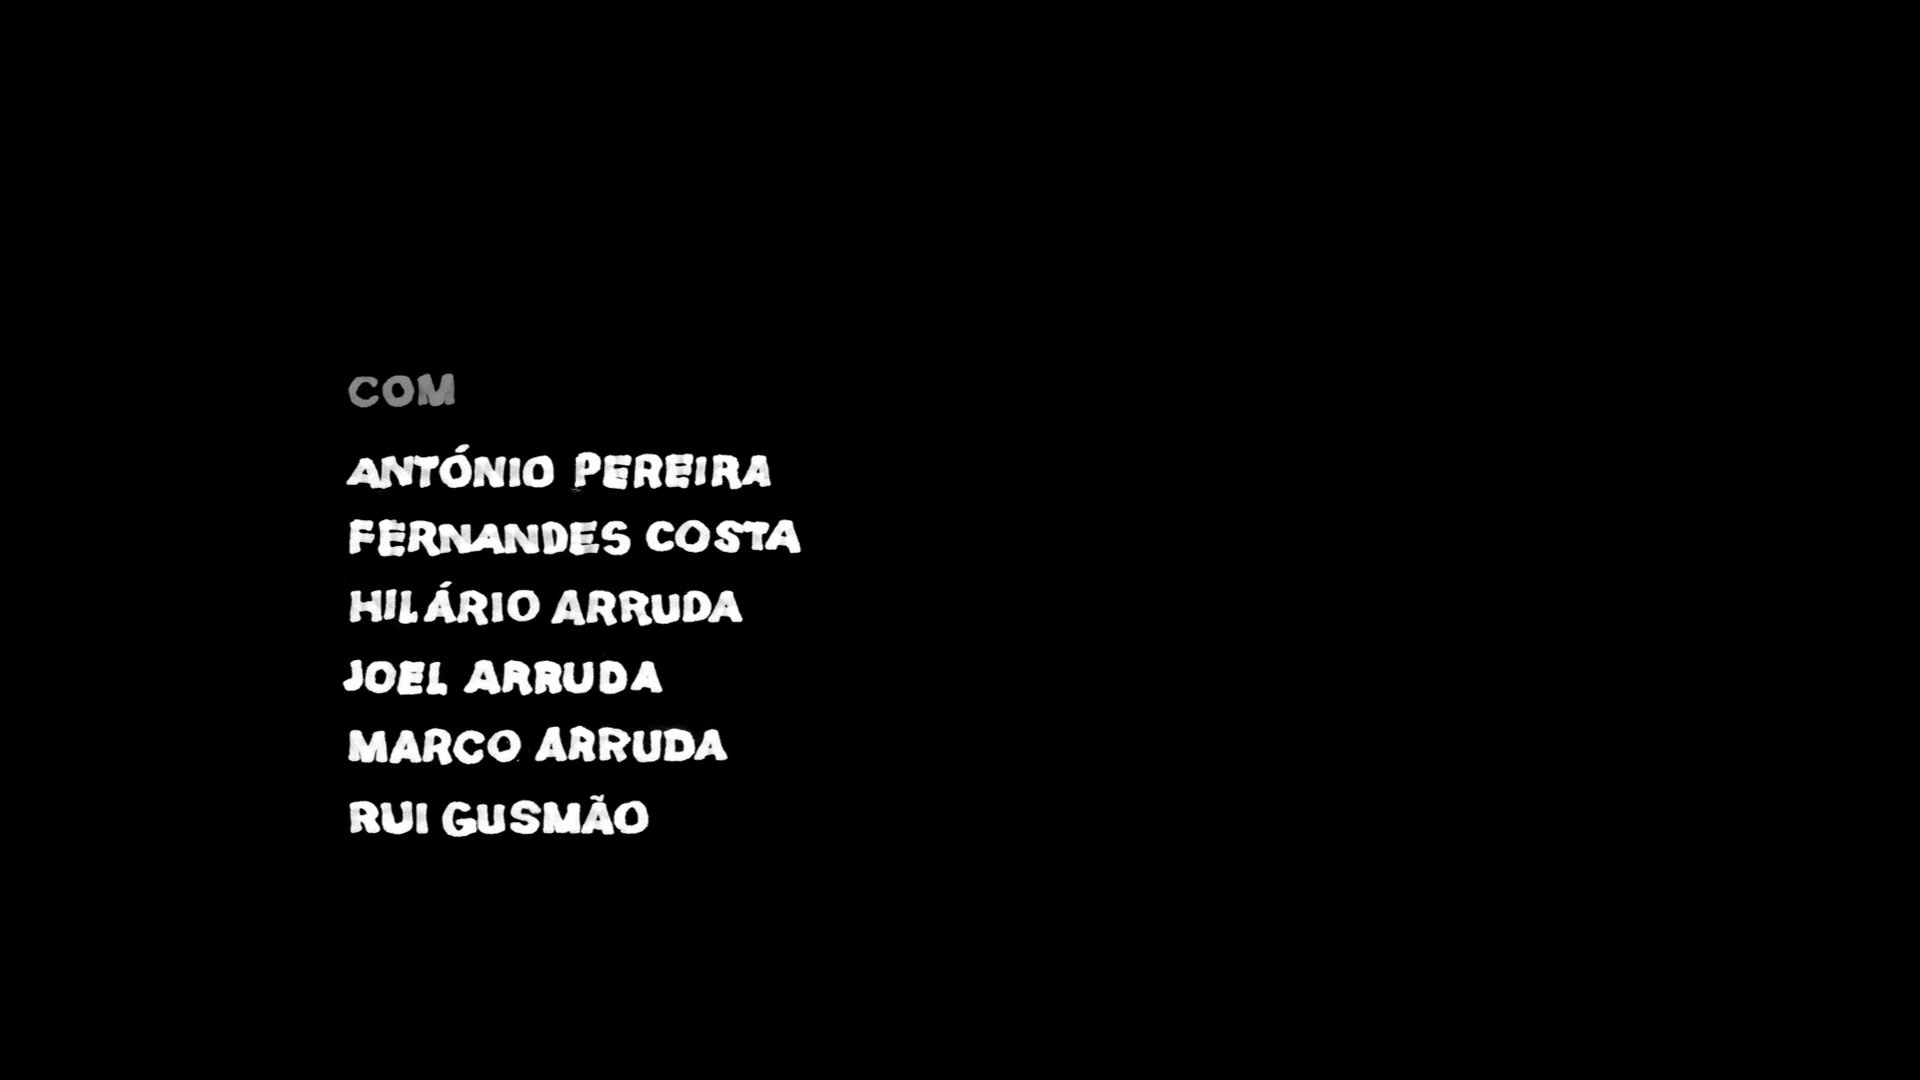 COM
ANTÓNIO PEREIRA
FERNANDES COSTA
HILÁRIO ARRUDA
JOEL ARRUDA
MARCO ARRUDA
RUI GUSMÃO